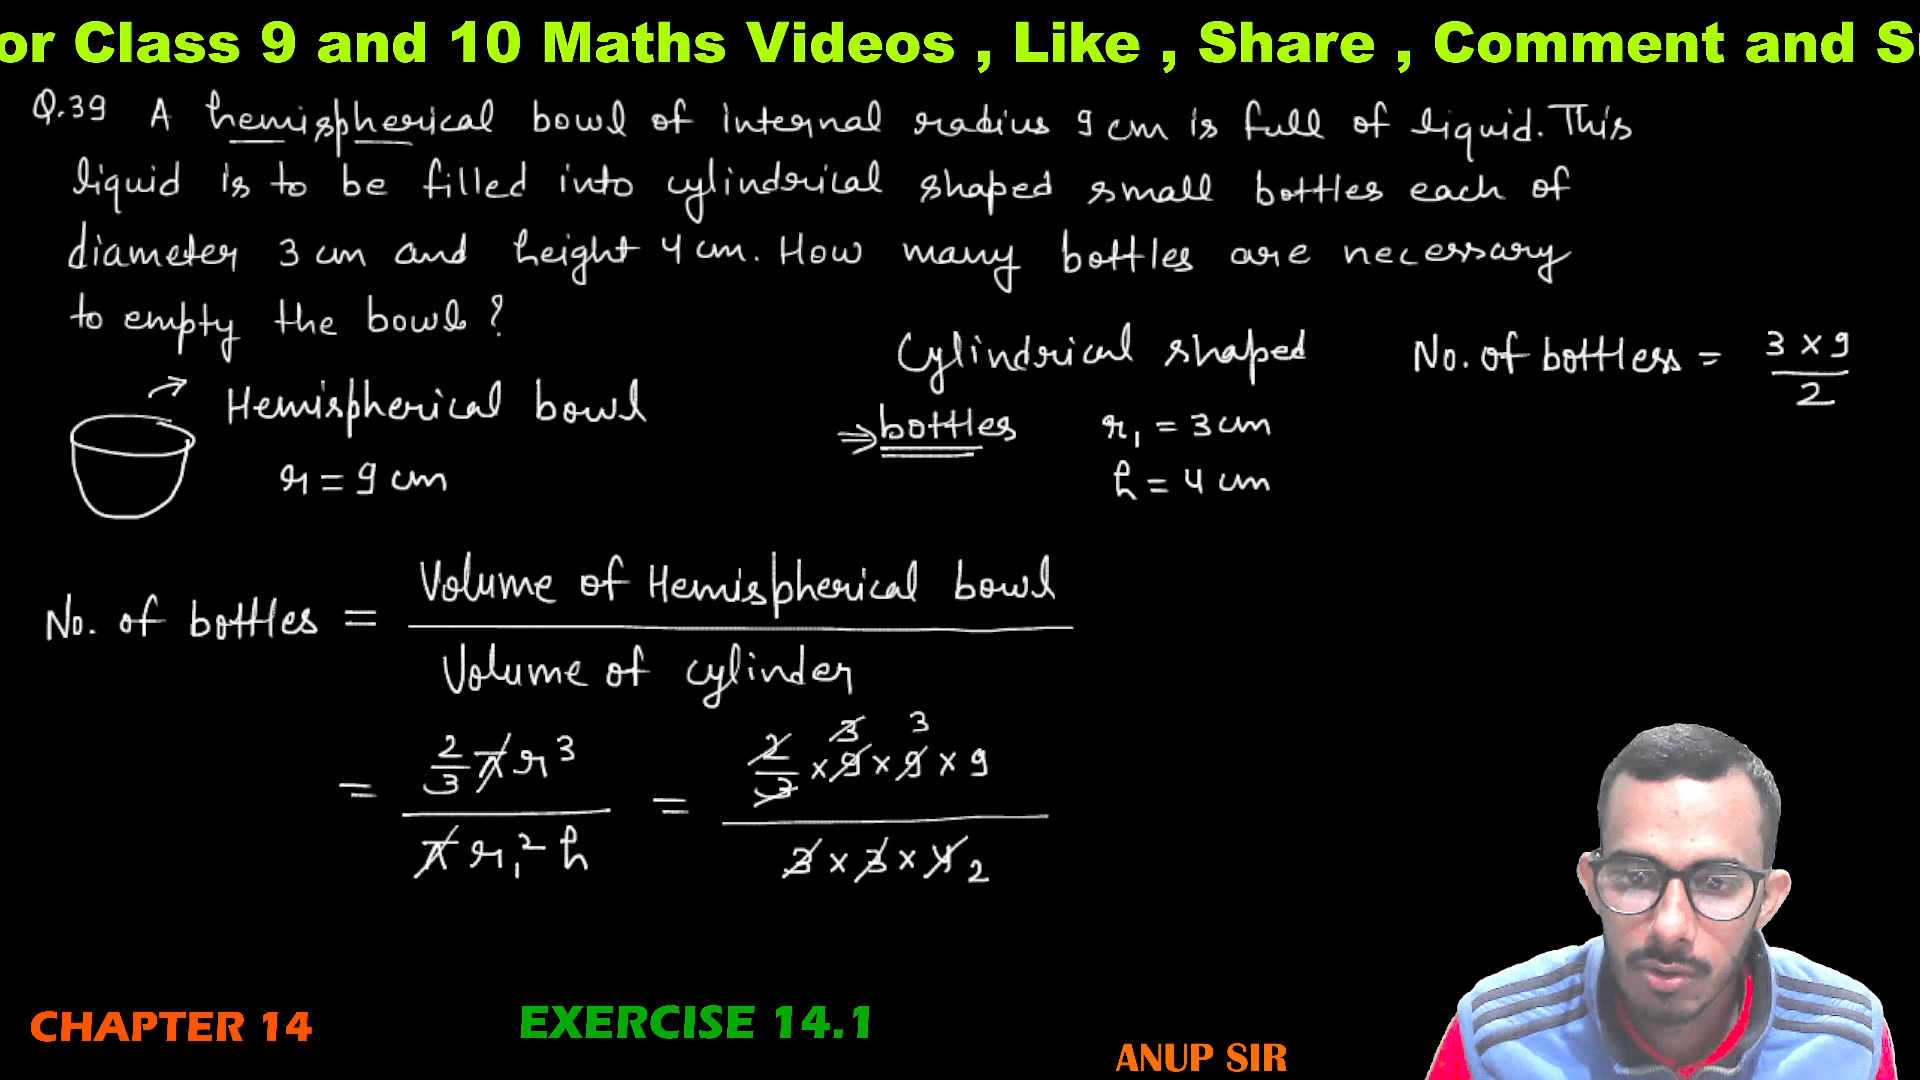 or Class 9 and 10 Maths Videos , Like , Share , Comment and S
Q.39 A hemispherical bowl of internal radius 9 cm is full of liquid. This
liquid is to be filled into cylindrical shaped small bottles each of
diameter 3 cm and height 4 cm. How many bottles are necessary
to empty the bowl?
Hemispherical bowl
r = 9 cm
Cylindrical shaped
⇒ bottles r₁ = 3 cm
h = 4 cm
No. of bottless = 3 × 9 / 2
No. of bottles = Volume of Hemispherical bowl / Volume of cylinder
= 2/3 π r³ / π r₁² h = 2/3 × 9 × 9 × 9 / 3 × 3 × 4
3 3
2
CHAPTER 14
EXERCISE 14.1
ANUP SIR